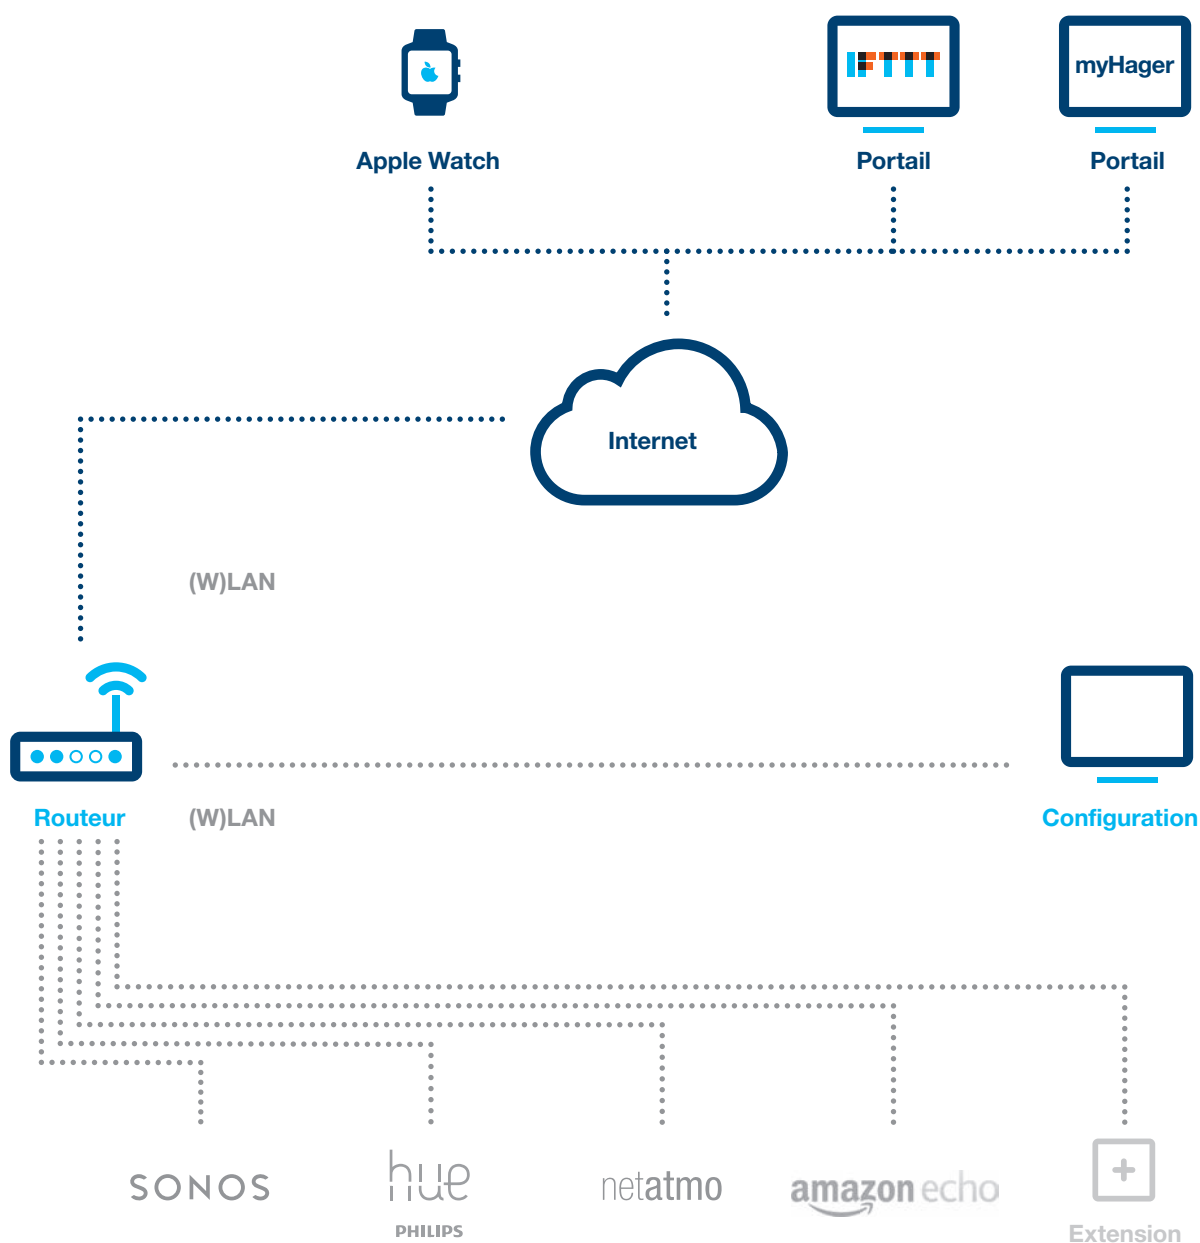 IFTTT
myHager
Apple Watch
Portail
Portail
Internet
(W)LAN
Routeur
(W)LAN
Configuration
SONOS
hue
PHILIPS
netatmo
amazon echo
Extension